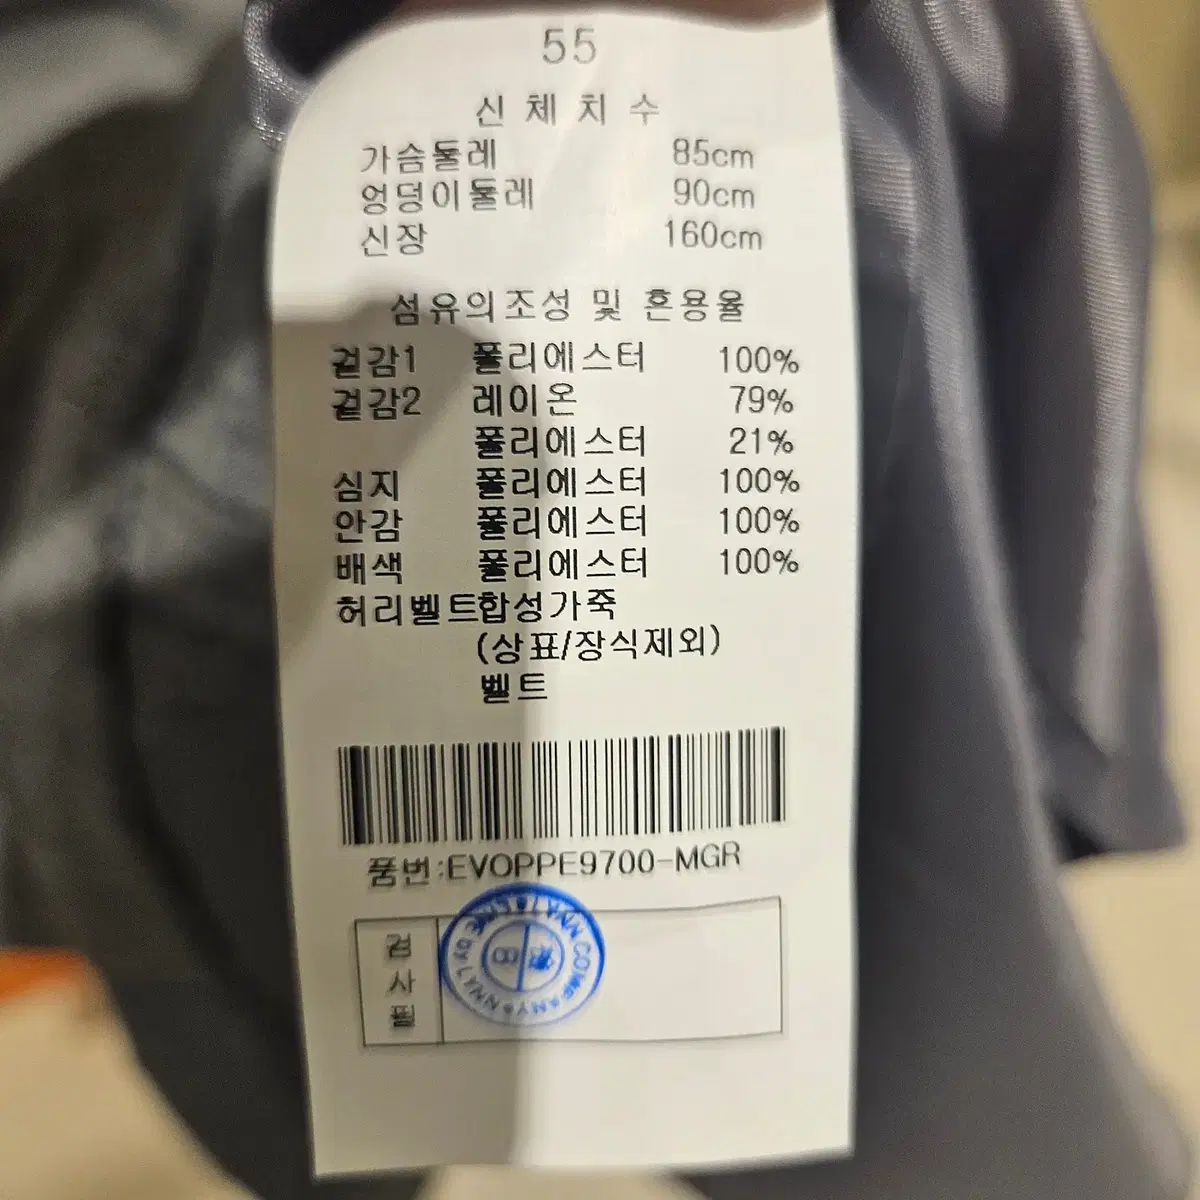 55
신체치수
가슴둘레 85cm
엉덩이둘레 90cm
신장 160cm
섬유의조성 및 혼용율
겉감1 폴리에스터 100%
겉감2 레이온 79%
폴리에스터 21%
심지 폴리에스터 100%
안감 폴리에스터 100%
배색 폴리에스터 100%
허리벨트합성가죽
(상표/장식제외)
벨트
품번:EVOPPE9700-MGR
검사필